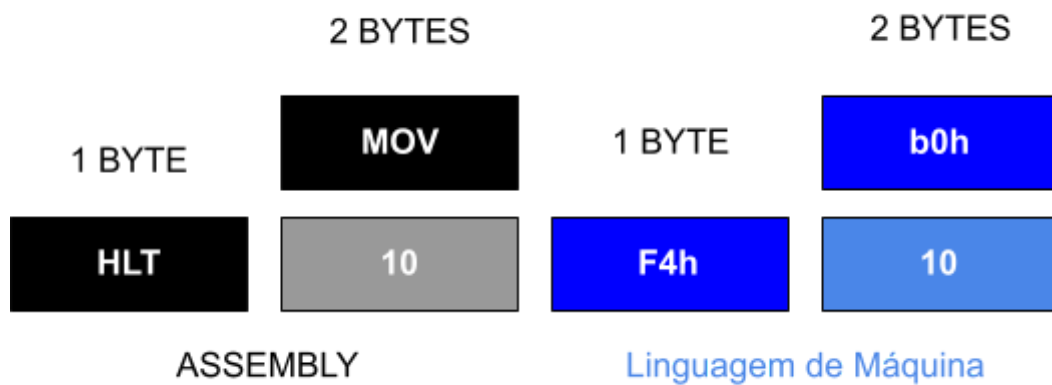 2 BYTES
2 BYTES
1 BYTE
MOV
1 BYTE
b0h
HLT
10
F4h
10
ASSEMBLY
Linguagem de Máquina